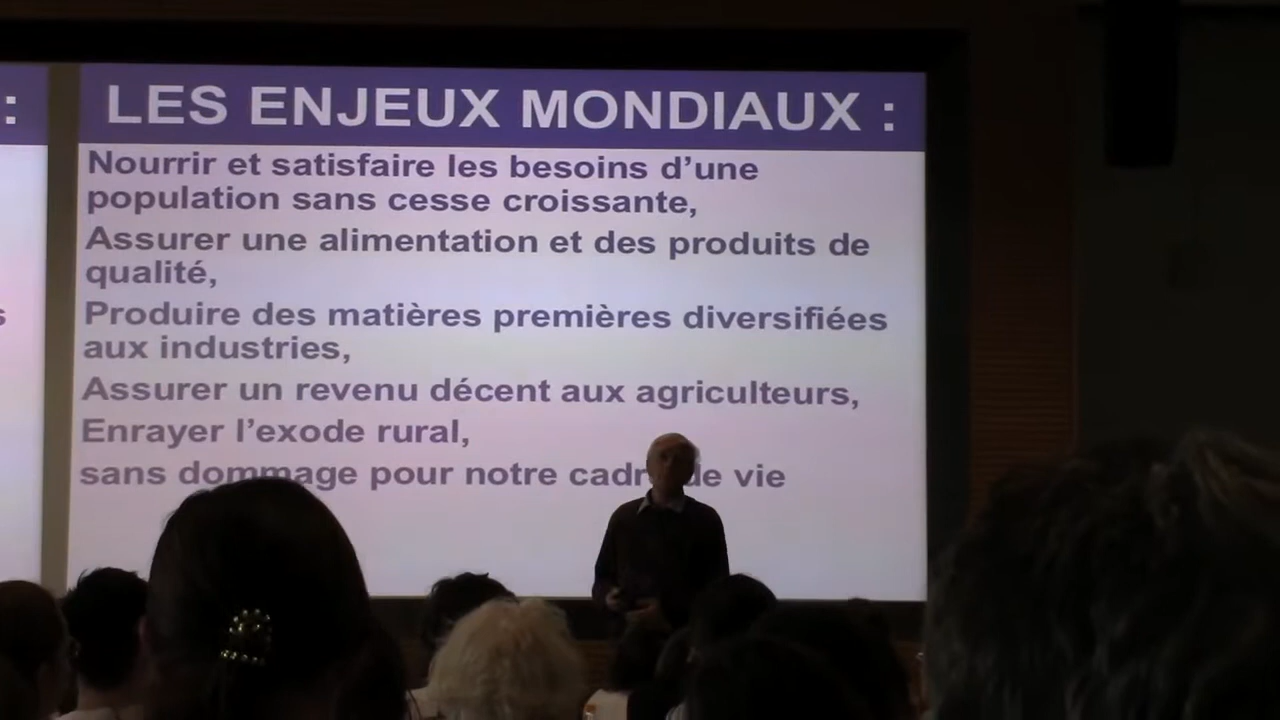 :
LES ENJEUX MONDIAUX :
Nourrir et satisfaire les besoins d’une
population sans cesse croissante,
Assurer une alimentation et des produits de
qualité,
s
Produire des matières premières diversifiées
aux industries,
Assurer un revenu décent aux agriculteurs,
Enrayer l’exode rural,
sans dommage pour notre cadre de vie